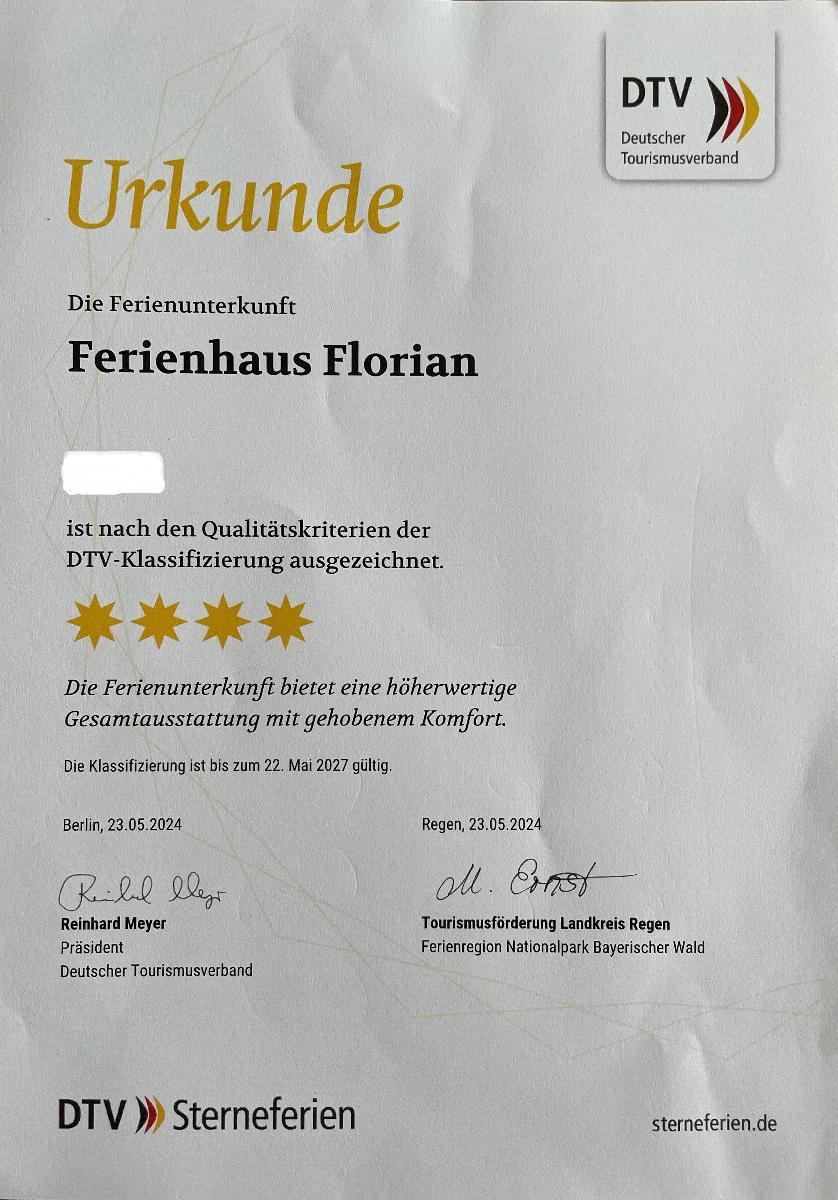 DTV
Deutscher
Tourismusverband
Urkunde
Die Ferienunterkunft
Ferienhaus Florian
ist nach den Qualitätskriterien der
DTV-Klassifizierung ausgezeichnet.
Die Ferienunterkunft bietet eine höherwertige
Gesamtausstattung mit gehobenem Komfort.
Die Klassifizierung ist bis zum 22. Mai 2027 gültig.
Berlin, 23.05.2024
Reinhard Meyer
Reinhard Meyer
Präsident
Deutscher Tourismusverband
Regen, 23.05.2024
M. Ernst
Tourismusförderung Landkreis Regen
Ferienregion Nationalpark Bayerischer Wald
DTV Sterneferien
sterneferien.de